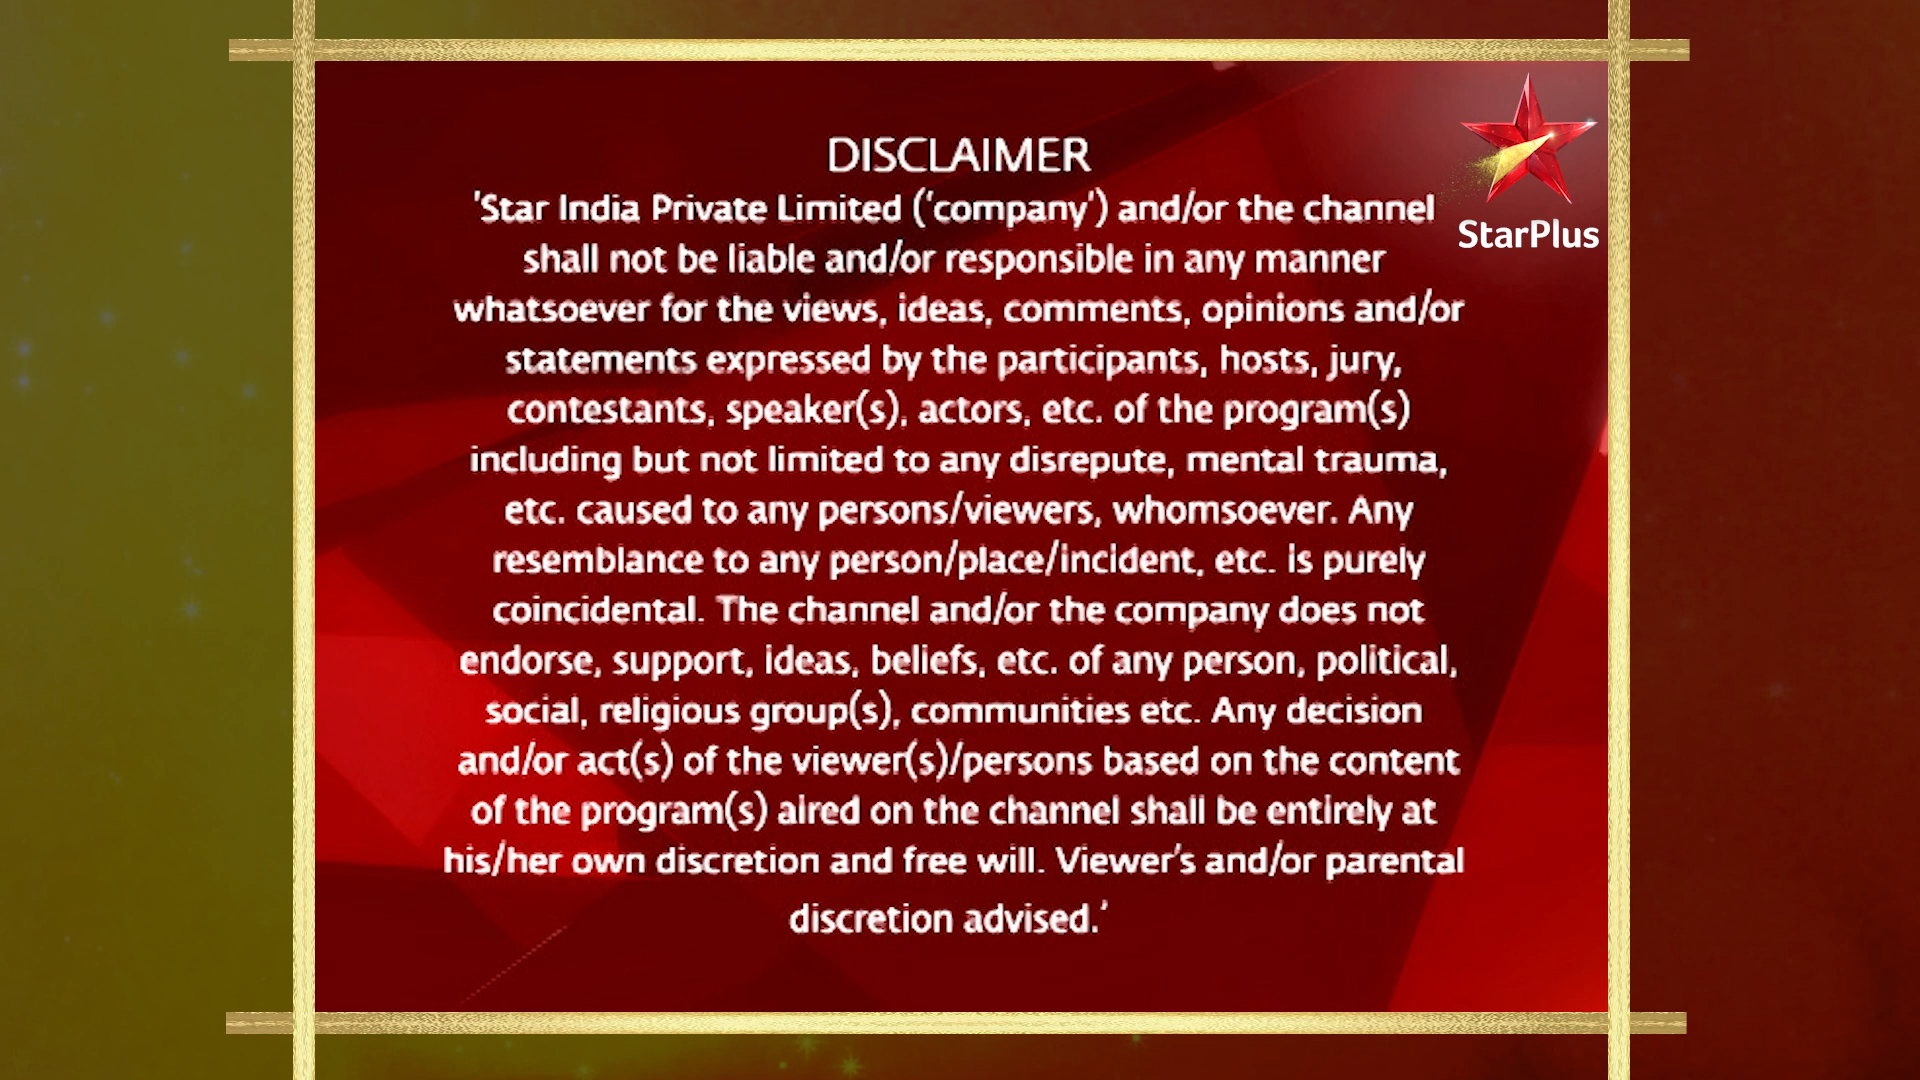 DISCLAIMER
'Star India Private Limited ('company') and/or the channel
shall not be liable and/or responsible in any manner
whatsoever for the views, ideas, comments, opinions and/or
statements expressed by the participants, hosts, jury,
contestants, speaker(s), actors, etc. of the program(s)
including but not limited to any disrepute, mental trauma,
etc. caused to any persons/viewers, whomsoever. Any
resemblance to any person/place/incident, etc. is purely
coincidental. The channel and/or the company does not
endorse, support, ideas, beliefs, etc. of any person, political,
social, religious group(s), communities etc. Any decision
and/or act(s) of the viewer(s)/persons based on the content
of the program(s) aired on the channel shall be entirely at
his/her own discretion and free will. Viewer's and/or parental
discretion advised.'
StarPlus